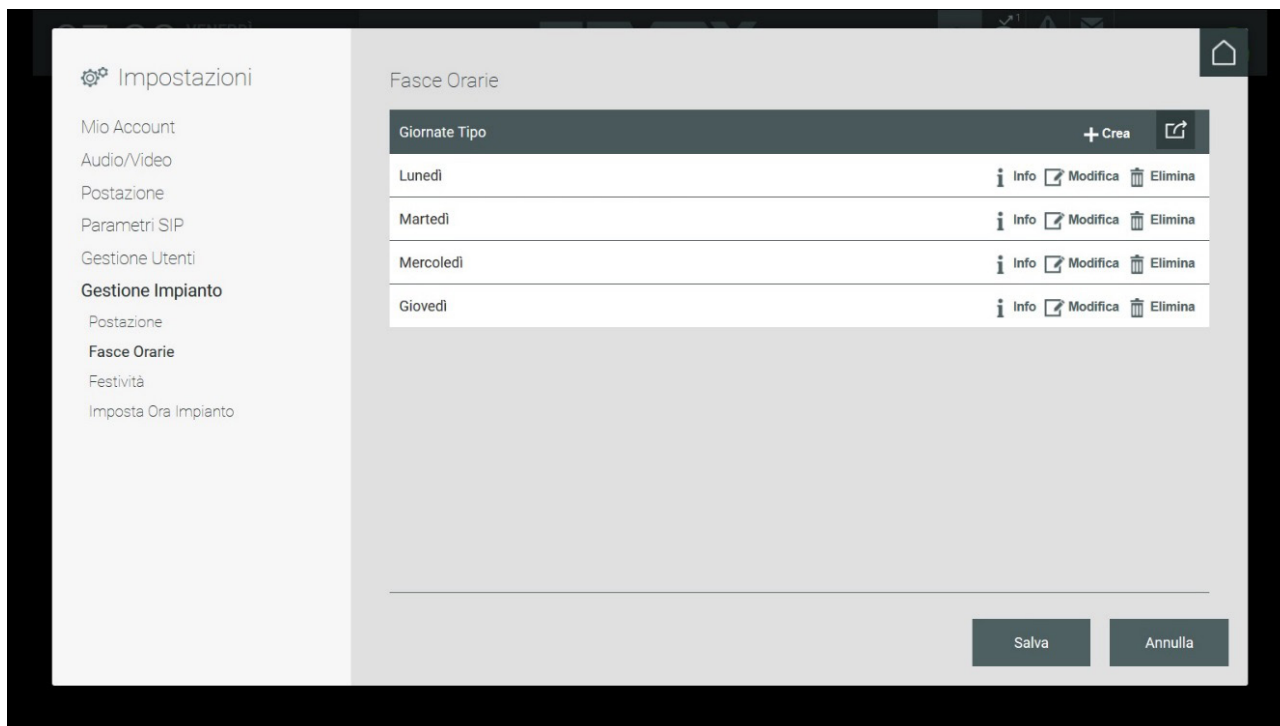 VENERDÌ
Impostazioni
Mio Account
Audio/Video
Postazione
Parametri SIP
Gestione Utenti
Gestione Impianto
Postazione
Fasce Orarie
Festività
Imposta Ora Impianto
Fasce Orarie
Giornate Tipo Crea
Lunedì Info Modifica Elimina
Martedì Info Modifica Elimina
Mercoledì Info Modifica Elimina
Giovedì Info Modifica Elimina
Salva Annulla